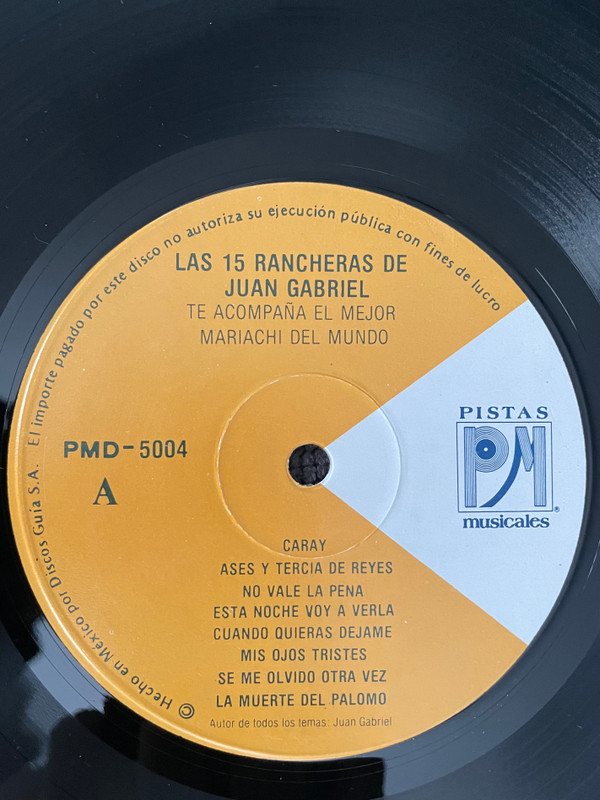 © Hecho en México por Discos Guía S.A. El importe pagado por este disco no autoriza su ejecución pública con fines de lucro
LAS 15 RANCHERAS DE
JUAN GABRIEL
TE ACOMPAÑA EL MEJOR
MARIACHI DEL MUNDO
PISTAS
PM
®
musicales
PMD-5004
A
CARAY
ASES Y TERCIA DE REYES
NO VALE LA PENA
ESTA NOCHE VOY A VERLA
CUANDO QUIERAS DEJAME
MIS OJOS TRISTES
SE ME OLVIDO OTRA VEZ
LA MUERTE DEL PALOMO
Autor de todos los temas: Juan Gabriel